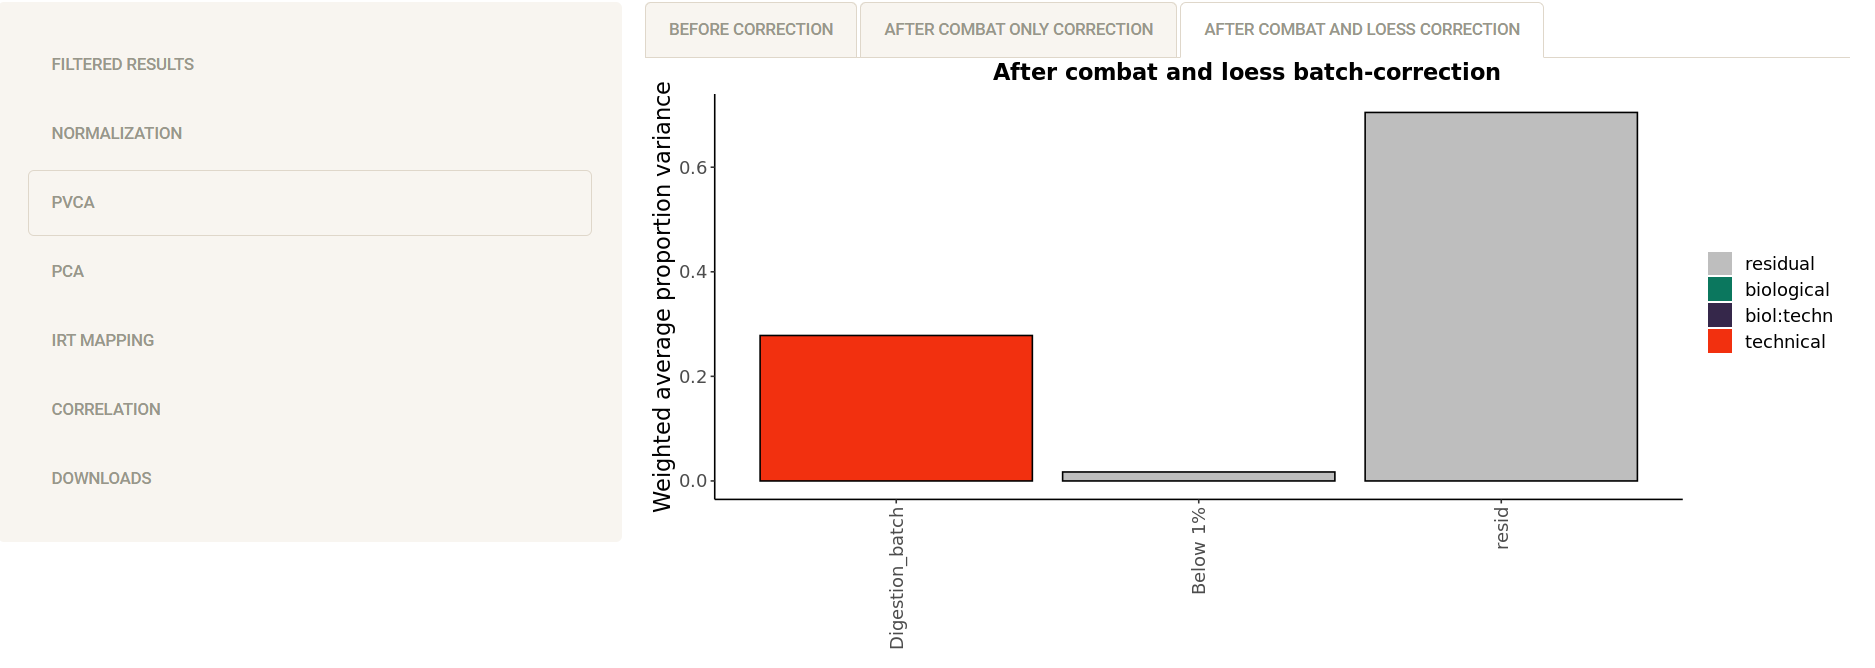 FILTERED RESULTS
NORMALIZATION
PVCA
PCA
IRT MAPPING
CORRELATION
DOWNLOADS
BEFORE CORRECTION
AFTER COMBAT ONLY CORRECTION
AFTER COMBAT AND LOESS CORRECTION
After combat and loess batch-correction
Weighted average proportion variance
0.6
0.4
0.2
0.0
Digestion_batch
Below 1%
resid
residual
biological
biol:techn
technical